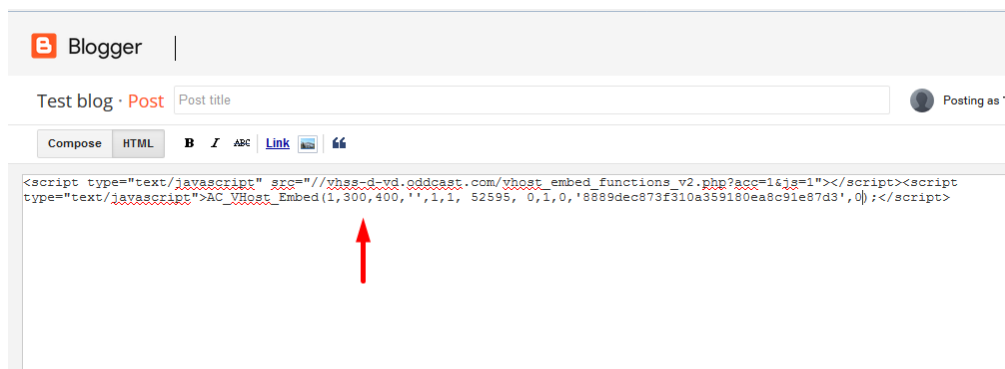 Blogger
Test blog · Post Post title Posting as '
Compose HTML B I ABC Link
<script type="text/javascript" src="//vhss-d-vd.oddcast.com/vhost_embed_functions_v2.php?acc=1&js=1"></script><script
type="text/javascript">AC_VHost_Embed(1,300,400,'',1,1, 52595, 0,1,0,'8889dec873f310a359180ea8c91e87d3',0);</script>